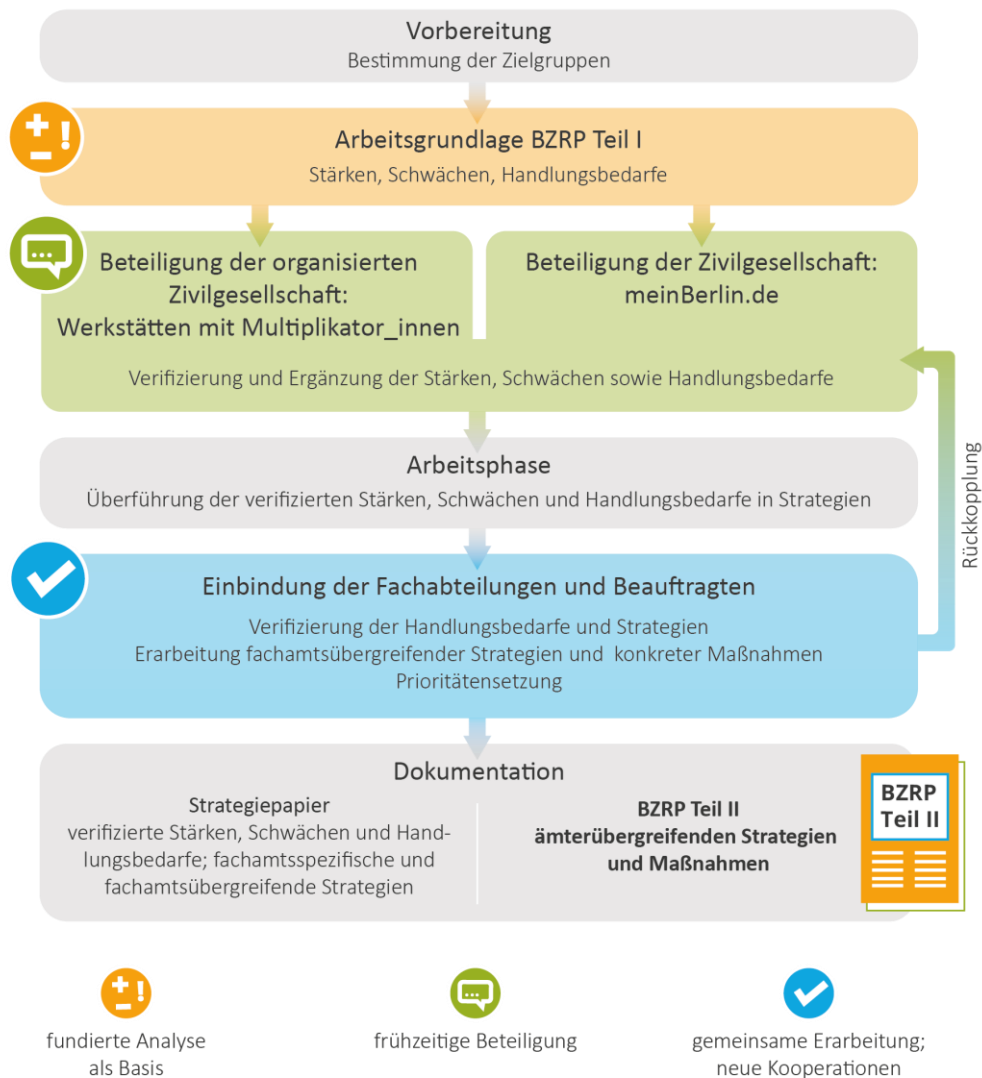 Vorbereitung
Bestimmung der Zielgruppen
Arbeitsgrundlage BZRP Teil I
Stärken, Schwächen, Handlungsbedarfe
Beteiligung der organisierten
Zivilgesellschaft:
Werkstätten mit Multiplikator_innen
Beteiligung der Zivilgesellschaft:
meinBerlin.de
Verifizierung und Ergänzung der Stärken, Schwächen sowie Handlungsbedarfe
Arbeitsphase
Überführung der verifizierten Stärken, Schwächen und Handlungsbedarfe in Strategien
Rückkopplung
Einbindung der Fachabteilungen und Beauftragten
Verifizierung der Handlungsbedarfe und Strategien
Erarbeitung fachamtsübergreifender Strategien und konkreter Maßnahmen
Prioritätensetzung
Dokumentation
Strategiepapier
verifizierte Stärken, Schwächen und Hand-
lungsbedarfe; fachamtsspezifische und
fachamtsübergreifende Strategien
BZRP Teil II
ämterübergreifenden Strategien
und Maßnahmen
BZRP
Teil II
fundierte Analyse
als Basis
frühzeitige Beteiligung
gemeinsame Erarbeitung;
neue Kooperationen